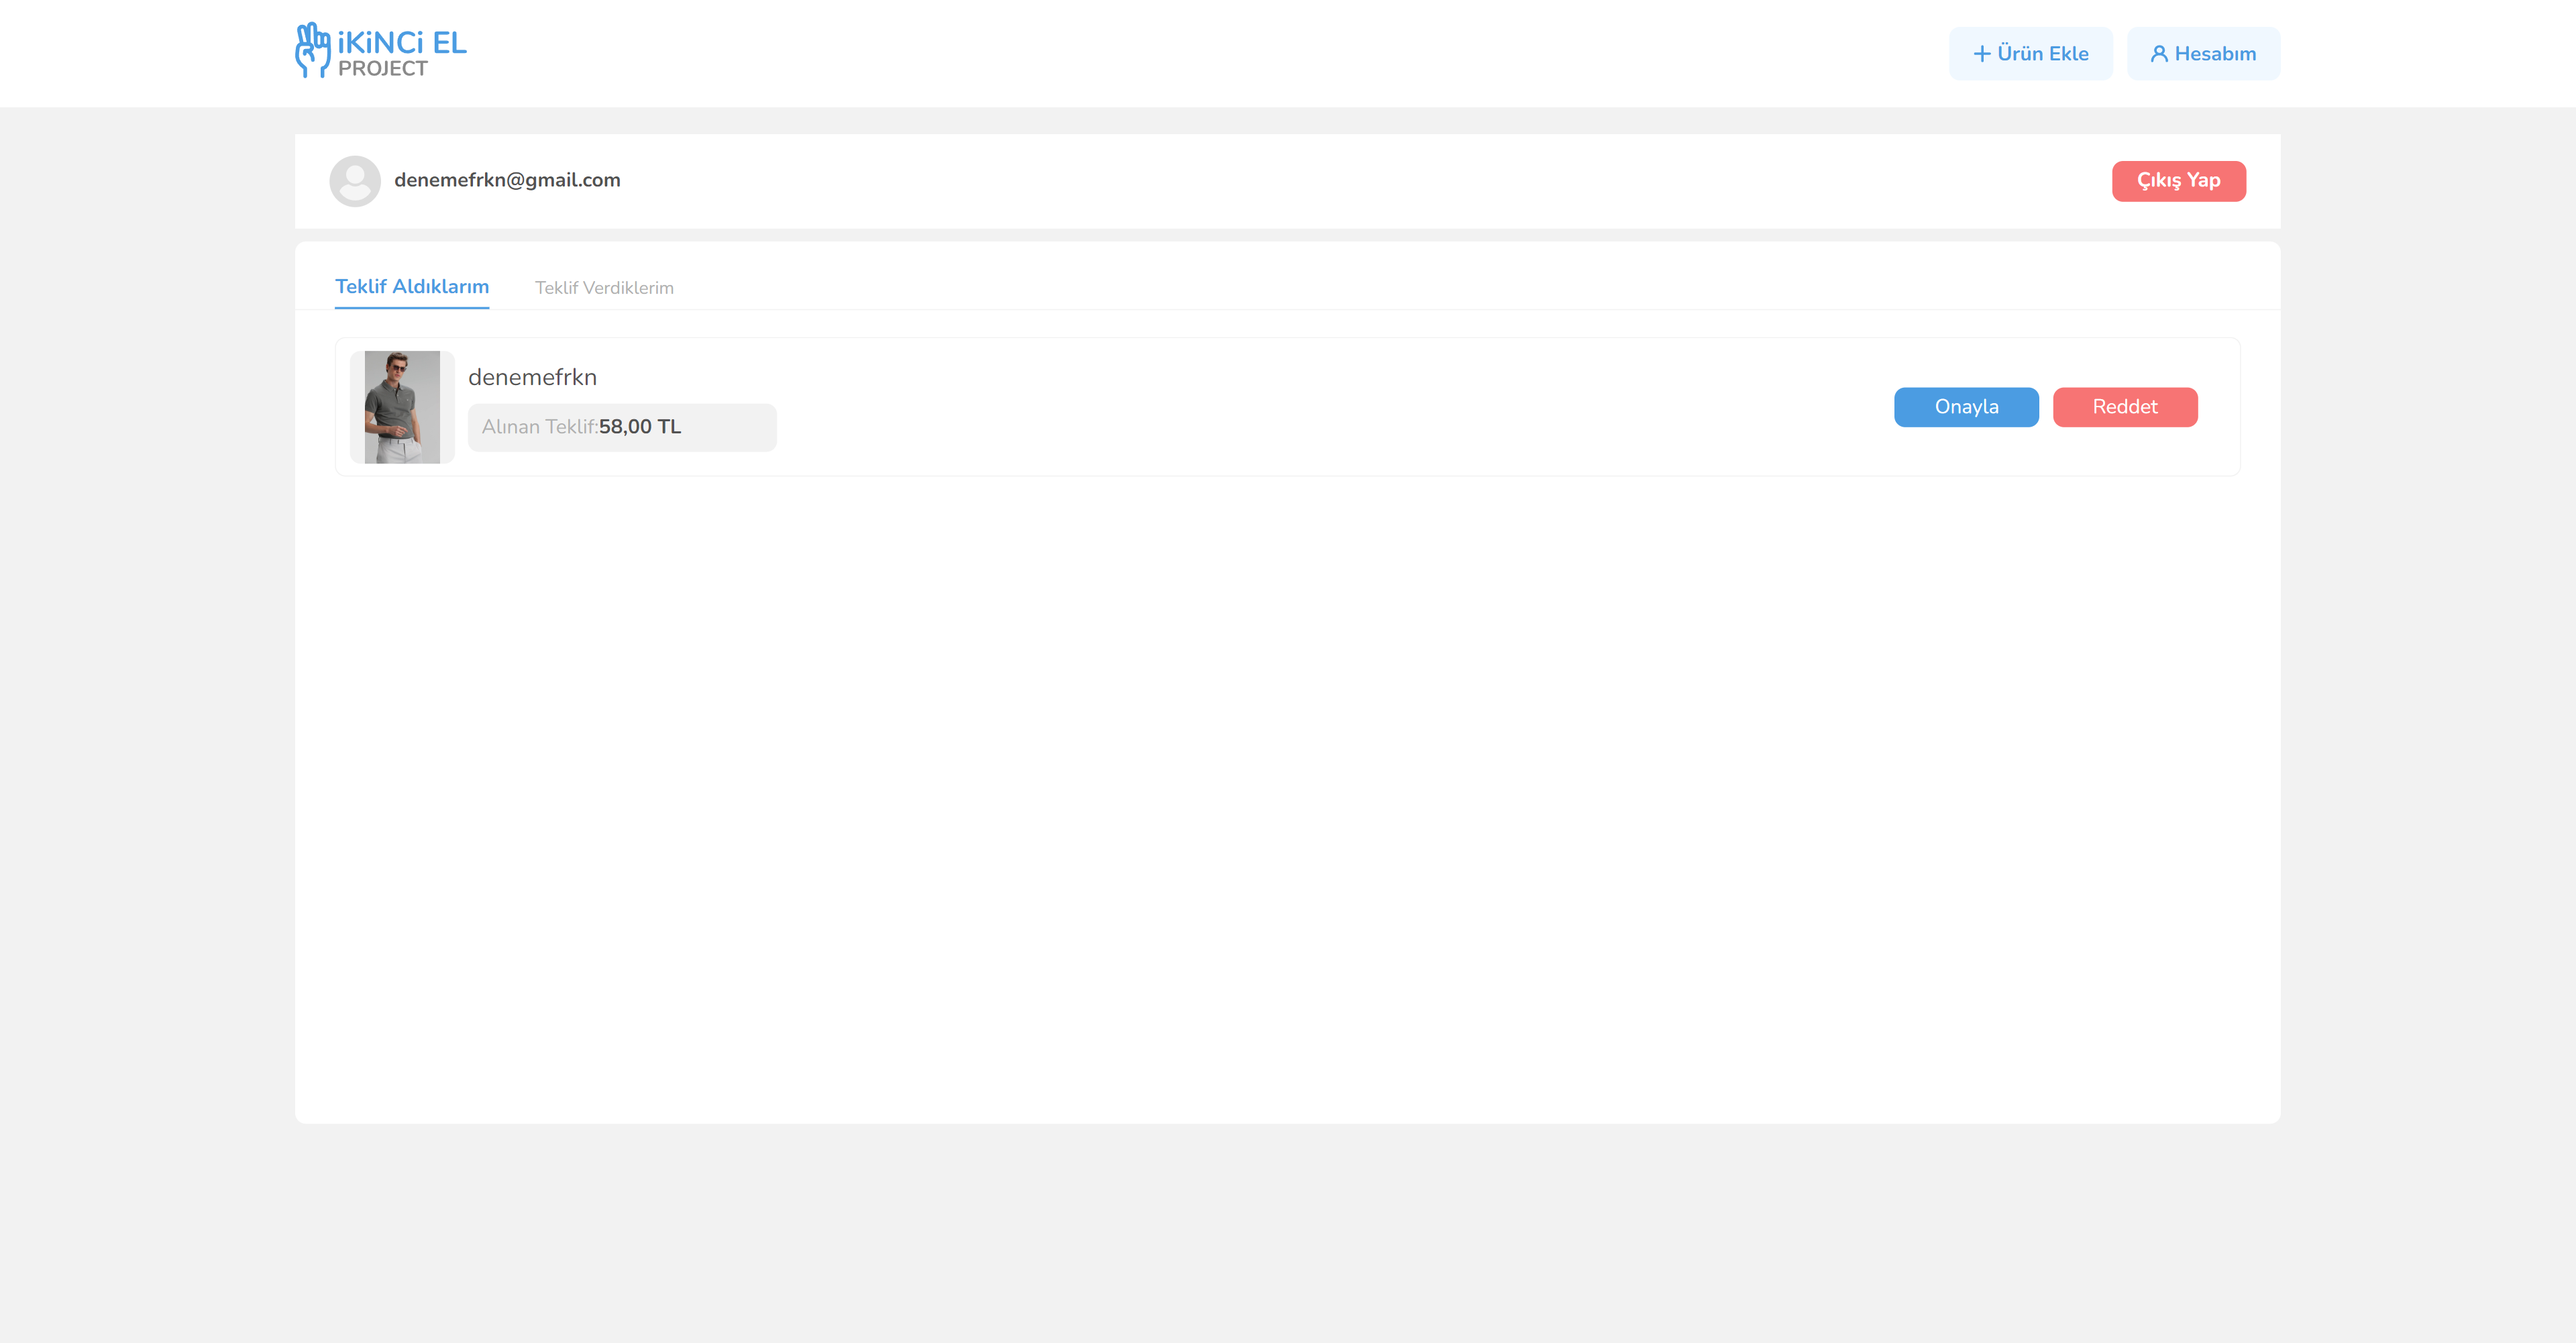 iKiNCi EL
PROJECT
Ürün Ekle
Hesabım
denemefrkn@gmail.com
Çıkış Yap
Teklif Aldıklarım
Teklif Verdiklerim
denemefrkn
Alınan Teklif:58,00 TL
Onayla
Reddet